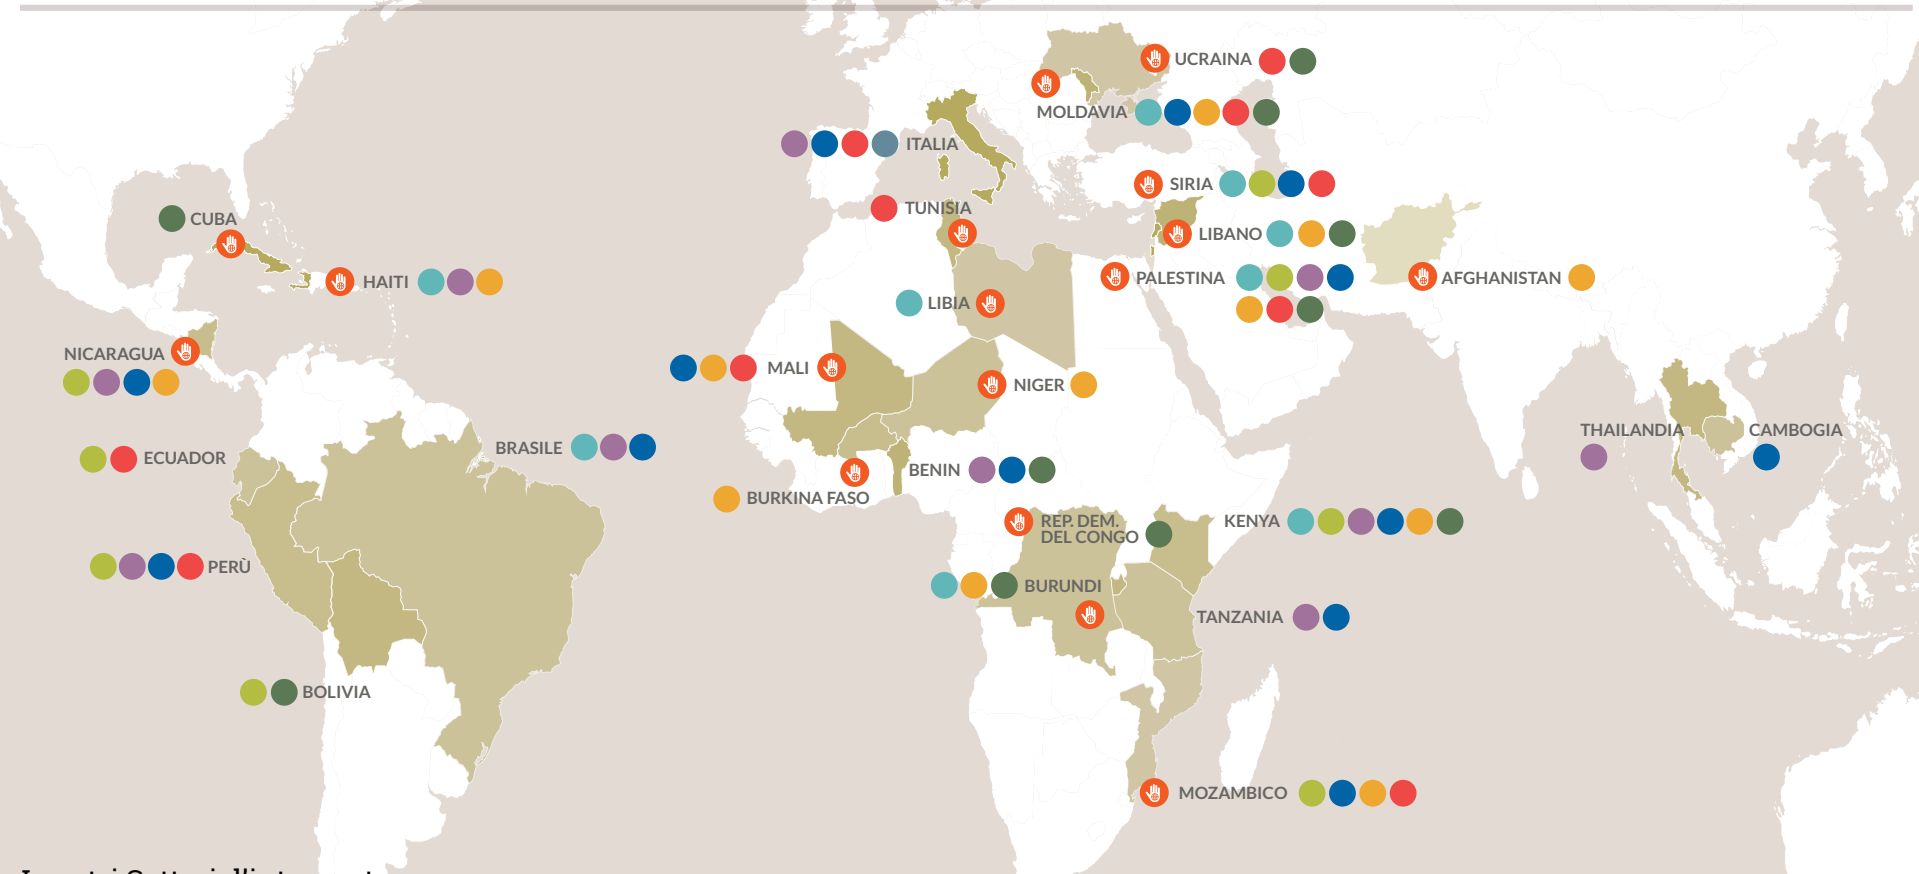 UCRAINA
MOLDAVIA
ITALIA
SIRIA
TUNISIA
CUBA
LIBANO
HAITI
PALESTINA
AFGHANISTAN
LIBIA
NICARAGUA
MALI
NIGER
THAILANDIA
CAMBOGIA
BRASILE
ECUADOR
BENIN
BURKINA FASO
REP. DEM.
DEL CONGO
KENYA
PERÙ
BURUNDI
TANZANIA
BOLIVIA
MOZAMBICO